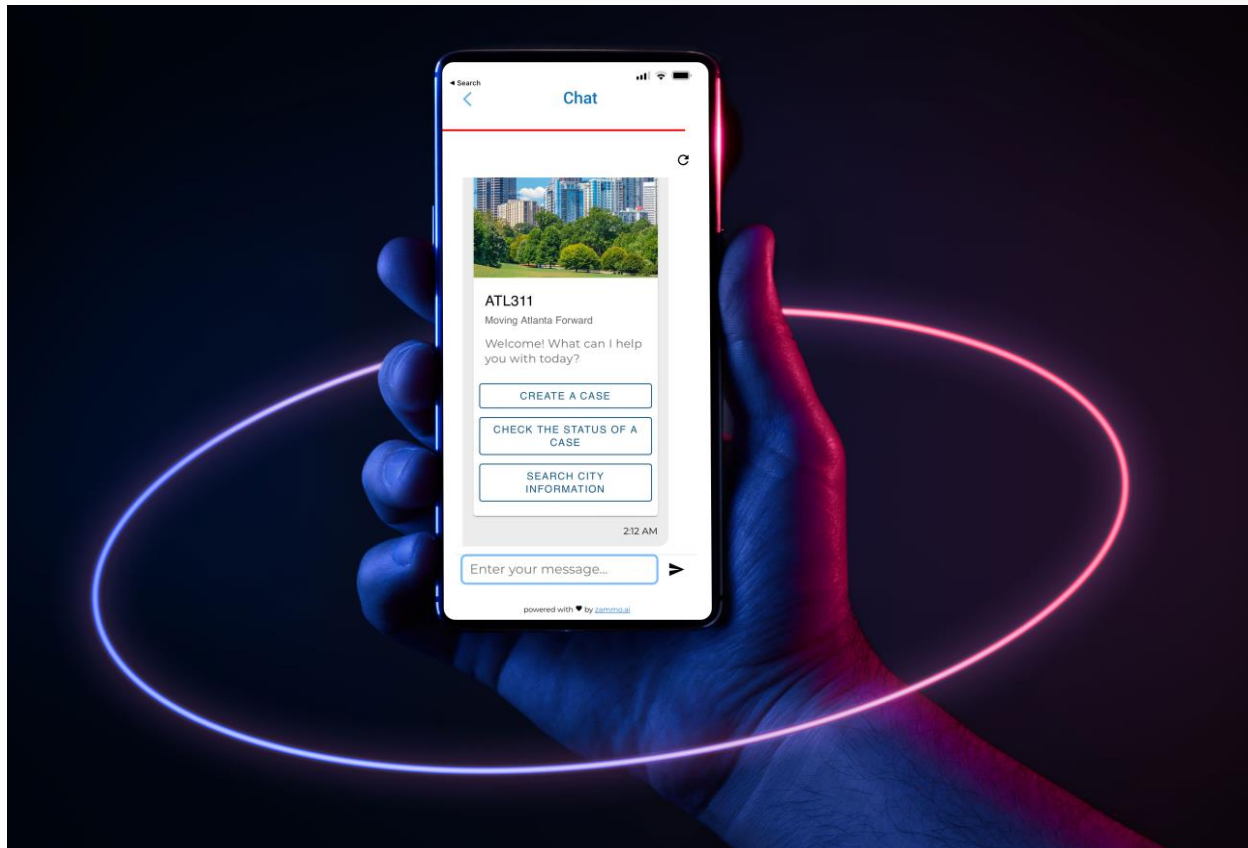 ◄ Search
Chat
ATL311
Moving Atlanta Forward
Welcome! What can I help
you with today?
CREATE A CASE
CHECK THE STATUS OF A
CASE
SEARCH CITY
INFORMATION
2:12 AM
Enter your message...
powered with ♥ by zammo.ai